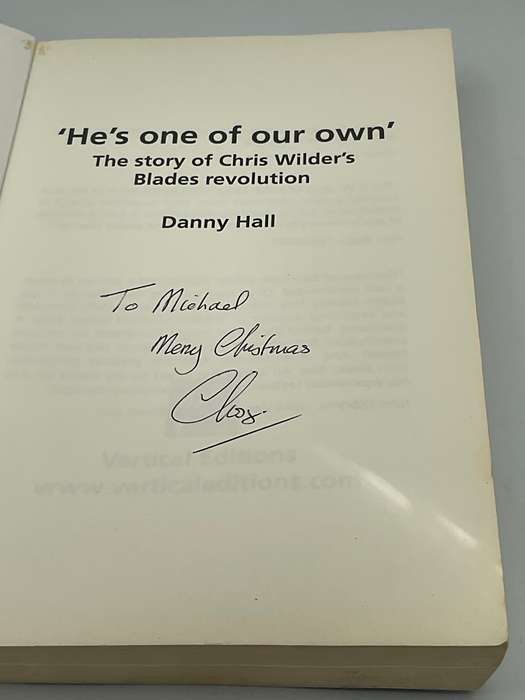 'He's one of our own'
The story of Chris Wilder's
Blades revolution
Danny Hall
To Michael
Merry Christmas
Vertical Editions
www.verticaleditions.com